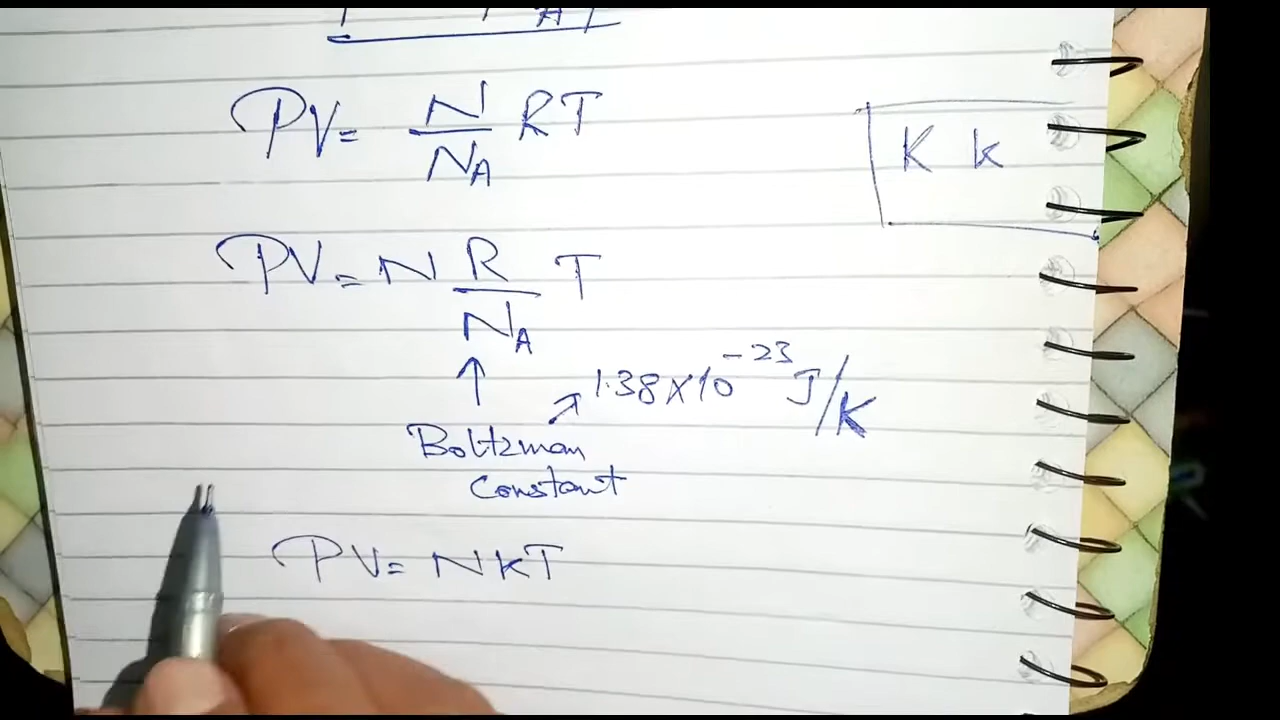 PV = N/N_A RT
K k
PV = N R/N_A T
↑
↗ 1.38×10^-23 J/K
Boltzman
Constant
PV = NkT